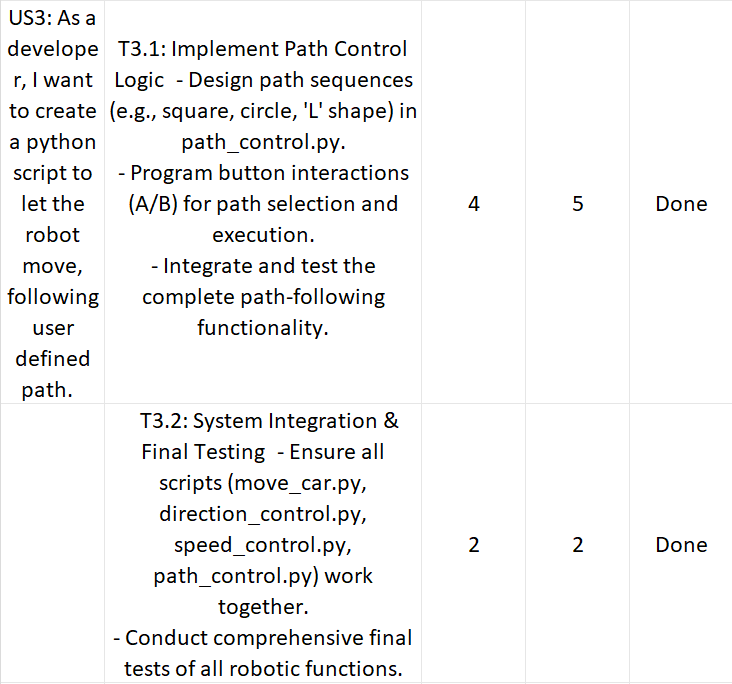 US3: As a
develope
r, I want
to create
a python
script to
let the
robot
move,
following
user
defined
path.
T3.1: Implement Path Control
Logic  - Design path sequences
(e.g., square, circle, 'L' shape) in
path_control.py.
- Program button interactions
(A/B) for path selection and
execution.
- Integrate and test the
complete path-following
functionality.
4
5
Done
T3.2: System Integration &
Final Testing  - Ensure all
scripts (move_car.py,
direction_control.py,
speed_control.py,
path_control.py) work
together.
- Conduct comprehensive final
tests of all robotic functions.
2
2
Done